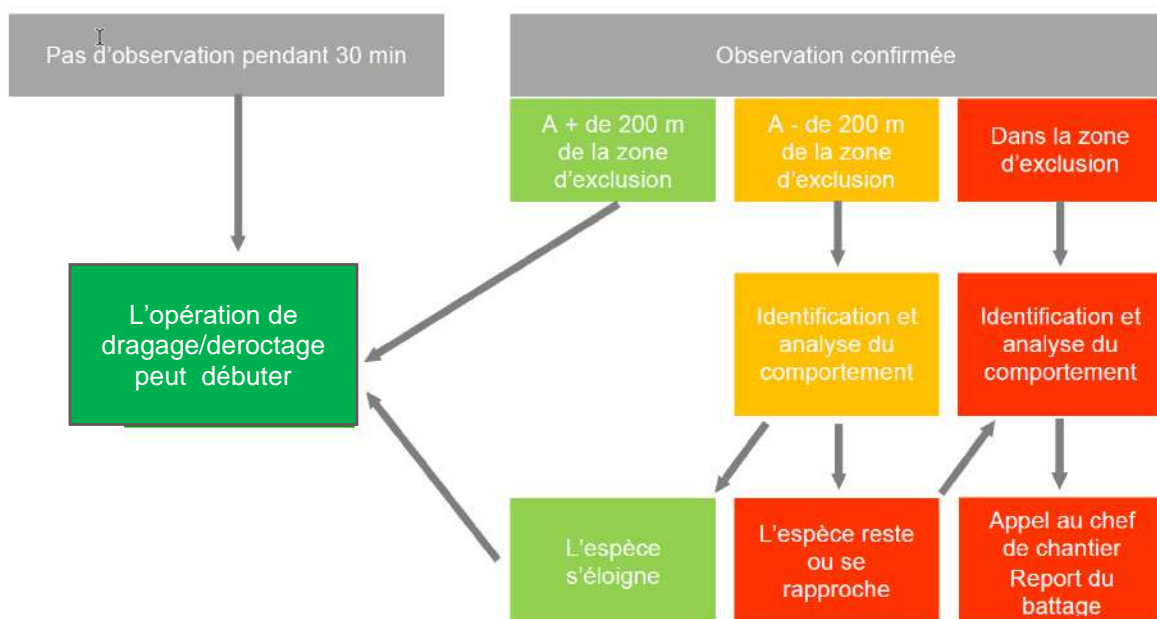 Pas d'observation pendant 30 min
Observation confirmée
A + de 200 m
de la zone
d'exclusion
A - de 200 m
de la zone
d'exclusion
Dans la zone
d'exclusion
L'opération de
dragage/deroctage
peut débuter
Identification et
analyse du
comportement
Identification et
analyse du
comportement
L'espèce
s'éloigne
L'espèce reste
ou se
rapproche
Appel au chef
de chantier
Report du
battage